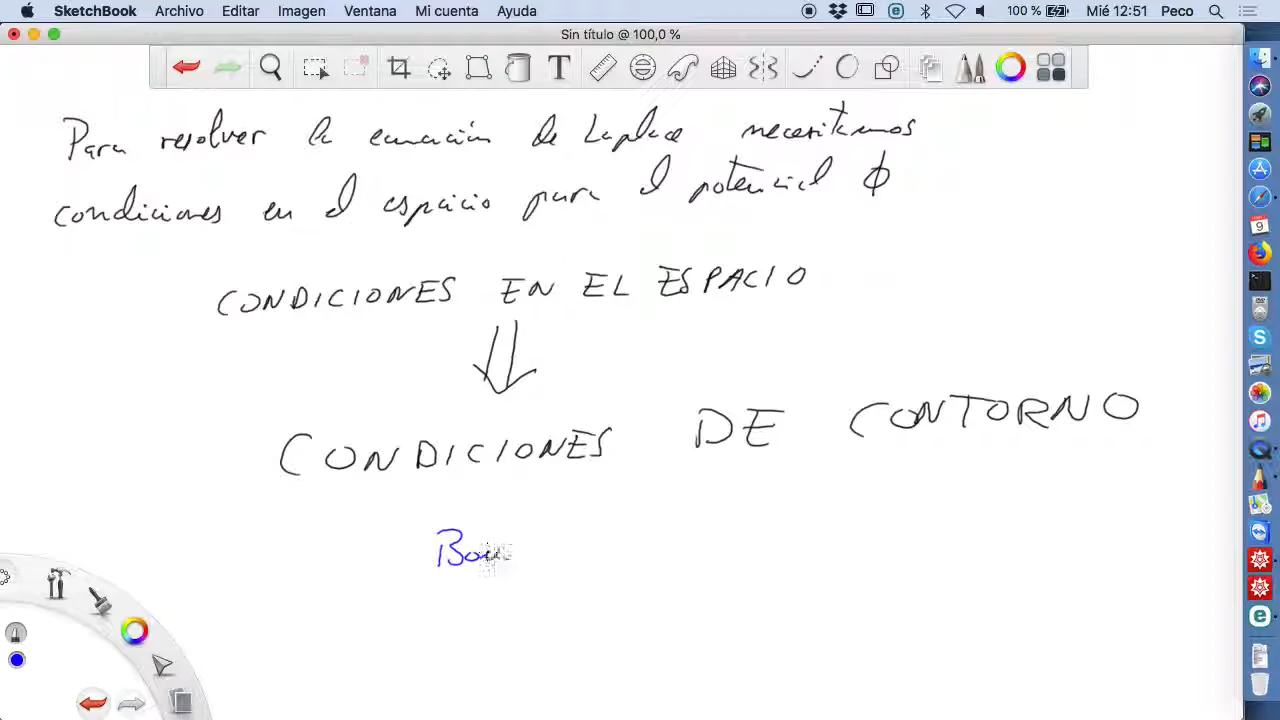 SketchBook Archivo Editar Imagen Ventana Mi cuenta Ayuda 100 % Mié 12:51 Peco
Sin título @ 100,0 %
Para resolver la ecuación de Laplace necesitamos
condiciones en el espacio para el potencial ϕ
CONDICIONES EN EL ESPACIO
CONDICIONES DE CONTORNO
Bou